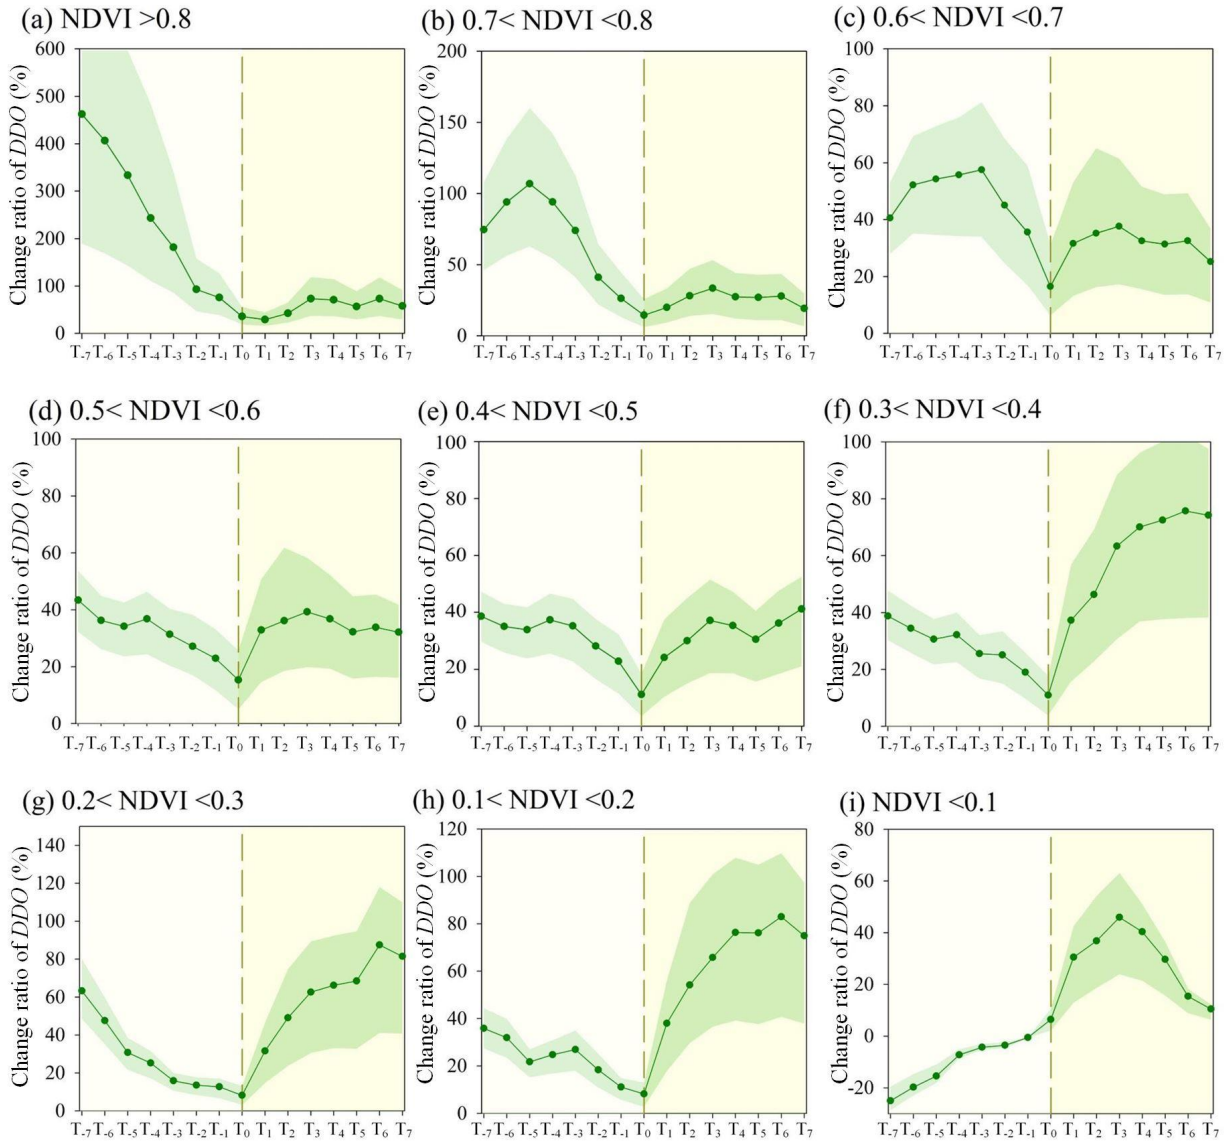 (a) NDVI >0.8
Change ratio of DDO (%)
600
500
400
300
200
100
0
T-7 T-6 T-5 T-4 T-3 T-2 T-1 T0 T1 T2 T3 T4 T5 T6 T7
(b) 0.7< NDVI <0.8
Change ratio of DDO (%)
200
150
100
50
0
T-7 T-6 T-5 T-4 T-3 T-2 T-1 T0 T1 T2 T3 T4 T5 T6 T7
(c) 0.6< NDVI <0.7
Change ratio of DDO (%)
100
80
60
40
20
0
T-7 T-6 T-5 T-4 T-3 T-2 T-1 T0 T1 T2 T3 T4 T5 T6 T7
(d) 0.5< NDVI <0.6
Change ratio of DDO (%)
100
80
60
40
20
0
T-7 T-6 T-5 T-4 T-3 T-2 T-1 T0 T1 T2 T3 T4 T5 T6 T7
(e) 0.4< NDVI <0.5
Change ratio of DDO (%)
100
80
60
40
20
0
T-7 T-6 T-5 T-4 T-3 T-2 T-1 T0 T1 T2 T3 T4 T5 T6 T7
(f) 0.3< NDVI <0.4
Change ratio of DDO (%)
100
80
60
40
20
0
T-7 T-6 T-5 T-4 T-3 T-2 T-1 T0 T1 T2 T3 T4 T5 T6 T7
(g) 0.2< NDVI <0.3
Change ratio of DDO (%)
140
120
100
80
60
40
20
0
T-7 T-6 T-5 T-4 T-3 T-2 T-1 T0 T1 T2 T3 T4 T5 T6 T7
(h) 0.1< NDVI <0.2
Change ratio of DDO (%)
120
100
80
60
40
20
0
T-7 T-6 T-5 T-4 T-3 T-2 T-1 T0 T1 T2 T3 T4 T5 T6 T7
(i) NDVI <0.1
Change ratio of DDO (%)
80
60
40
20
0
-20
T-7 T-6 T-5 T-4 T-3 T-2 T-1 T0 T1 T2 T3 T4 T5 T6 T7